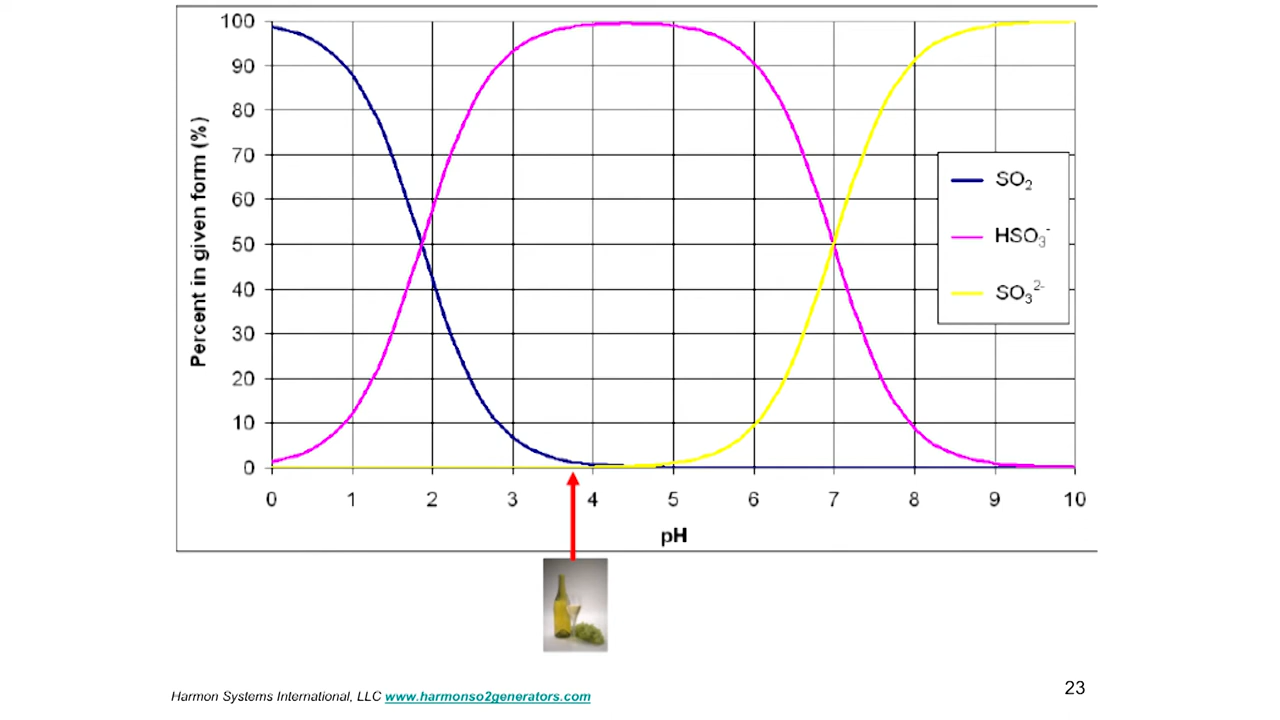 100
90
80
70
60
50
40
30
20
10
0
Percent in given form (%)
SO₂
HSO₃⁻
SO₃²⁻
0 1 2 3 4 5 6 7 8 9 10
pH
Harmon Systems International, LLC www.harmonso2generators.com
23